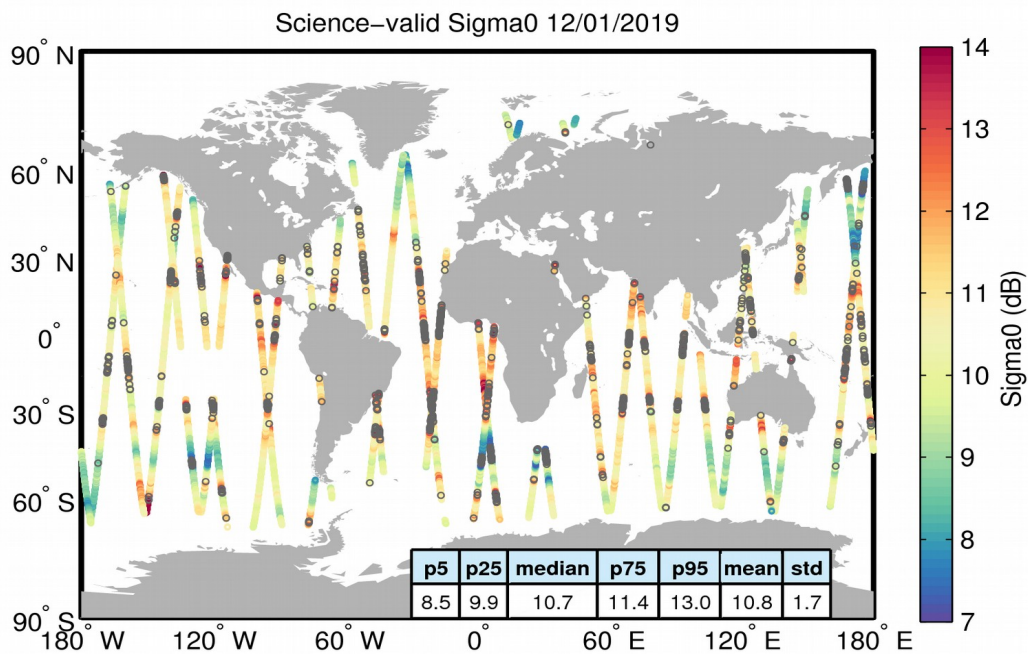 Science−valid Sigma0 12/01/2019
90° N
60° N
30° N
0°
30° S
60° S
90° S
180° W
120° W
60° W
0°
60° E
120° E
180° E
14
13
12
11
10
9
8
7
Sigma0 (dB)
p5 p25 median p75 p95 mean std
8.5 9.9 10.7 11.4 13.0 10.8 1.7